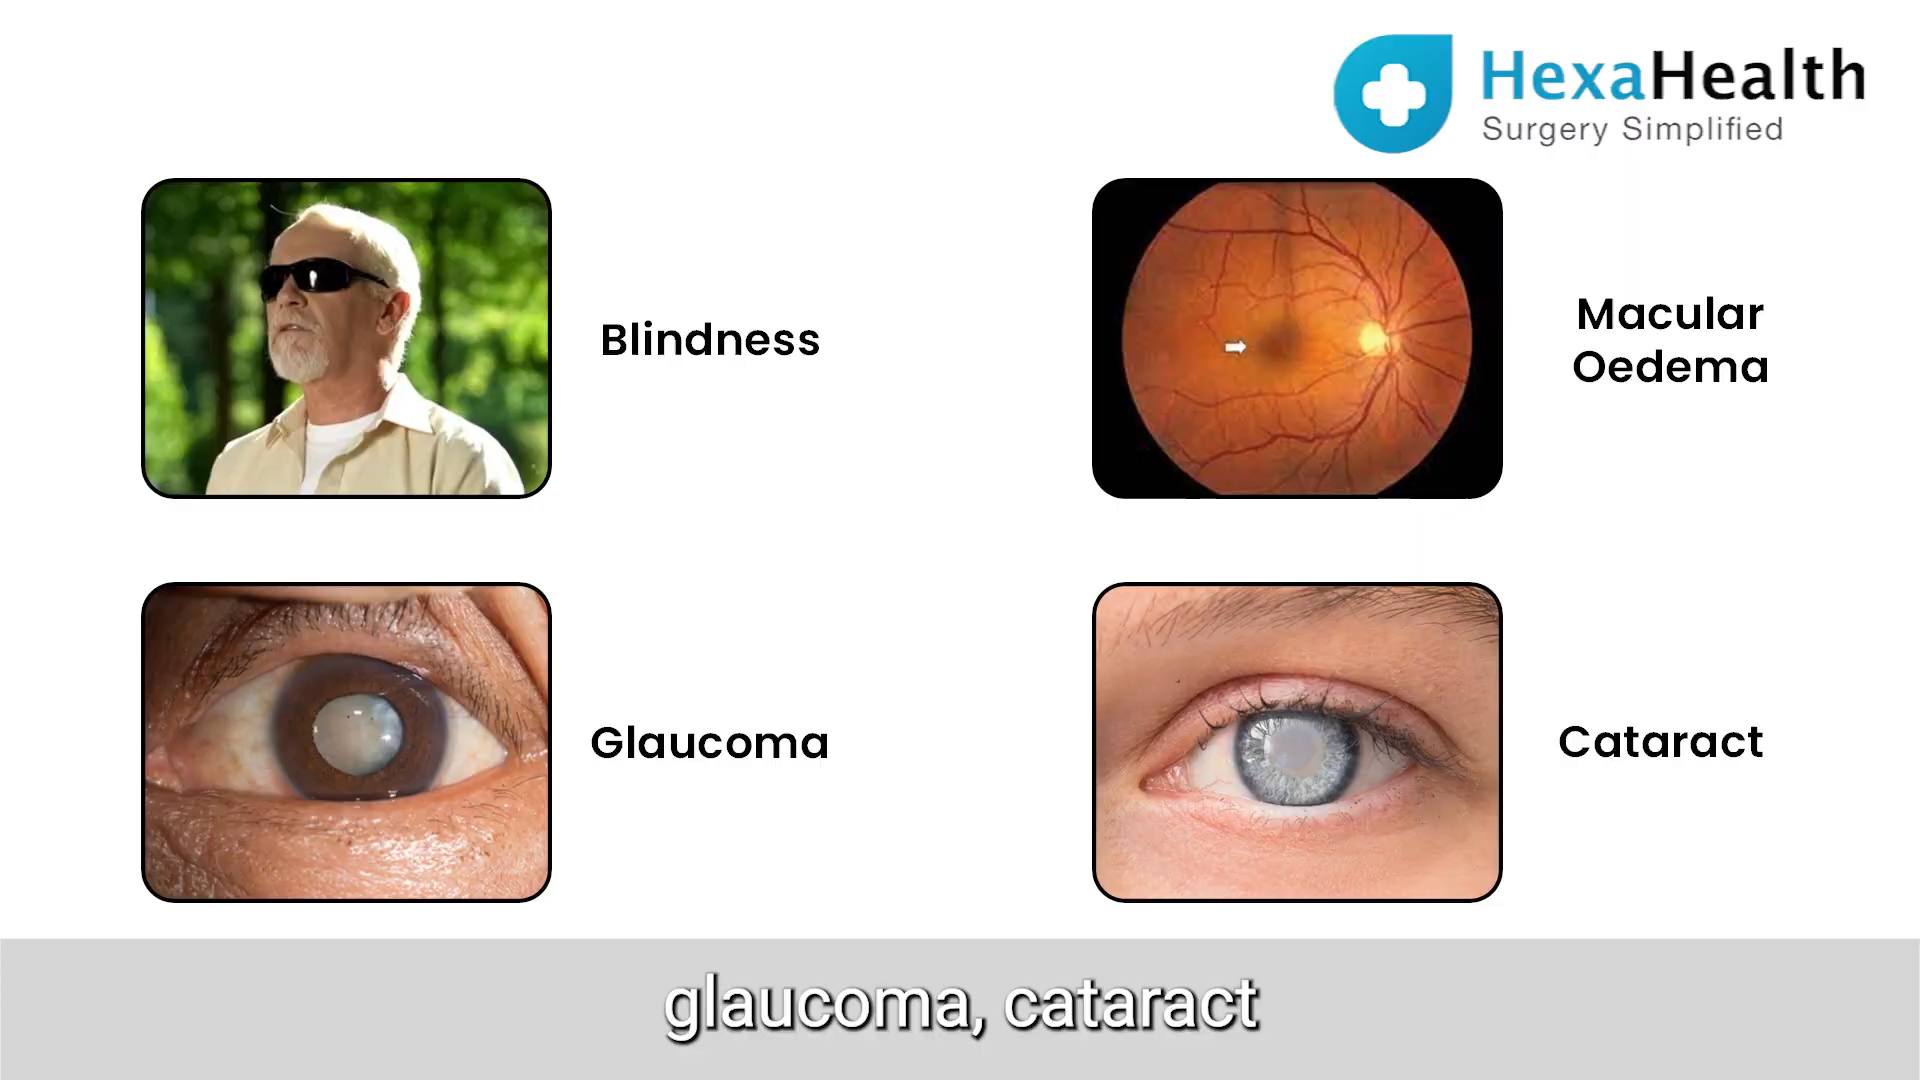 HexaHealth
Surgery Simplified
Blindness
Macular
Oedema
Glaucoma
Cataract
glaucoma, cataract